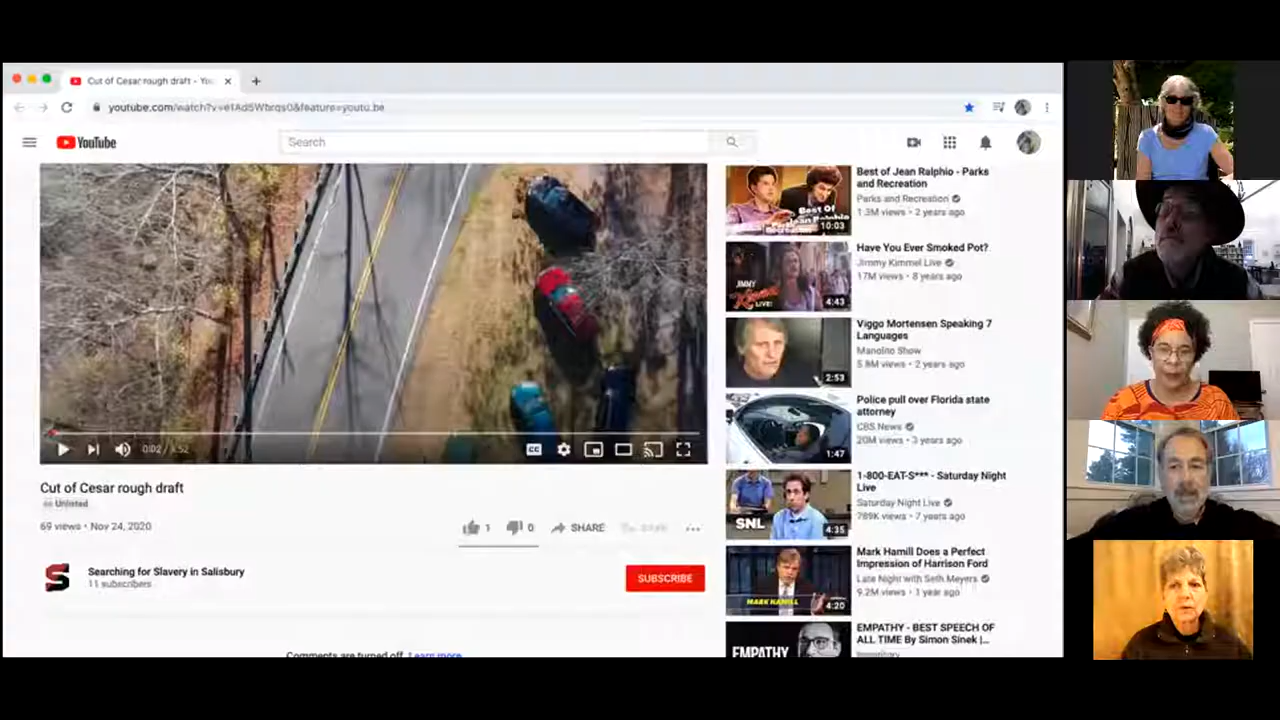 Cut of Cesar rough draft - You
youtube.com/watch?v=e1Ad5Wbrqs0&feature=youtu.be
YouTube
Search
0:02 / 3:52
CC
Cut of Cesar rough draft
Unlisted
69 views • Nov 24, 2020
1
0
SHARE
Searching for Slavery in Salisbury
11 subscribers
SUBSCRIBE
Comments are turned off. Learn more
Best Of
Jean Ralphio
10:03
Best of Jean Ralphio - Parks
and Recreation
Parks and Recreation
1.3M views • 2 years ago
JIMMY
LIVE!
4:43
Have You Ever Smoked Pot?
Jimmy Kimmel Live
17M views • 8 years ago
2:53
Viggo Mortensen Speaking 7
Languages
Manolito Show
5.8M views • 2 years ago
1:47
Police pull over Florida state
attorney
CBS News
20M views • 3 years ago
SNL
4:35
1-800-EAT-S*** - Saturday Night
Live
Saturday Night Live
789K views • 7 years ago
MARK HAMILL
4:20
Mark Hamill Does a Perfect
Impression of Harrison Ford
Late Night with Seth Meyers
9.2M views • 1 year ago
EMPATHY
EMPATHY - BEST SPEECH OF
ALL TIME By Simon Sinek |...